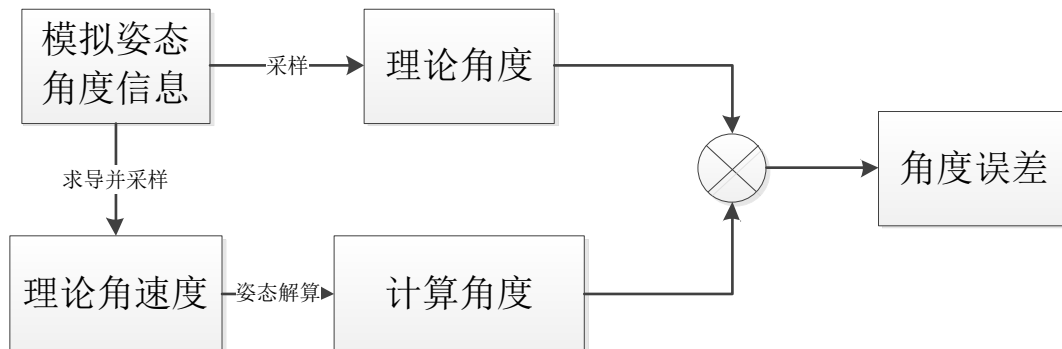 模拟姿态
角度信息
采样
理论角度
角度误差
求导并采样
理论角速度
姿态解算
计算角度